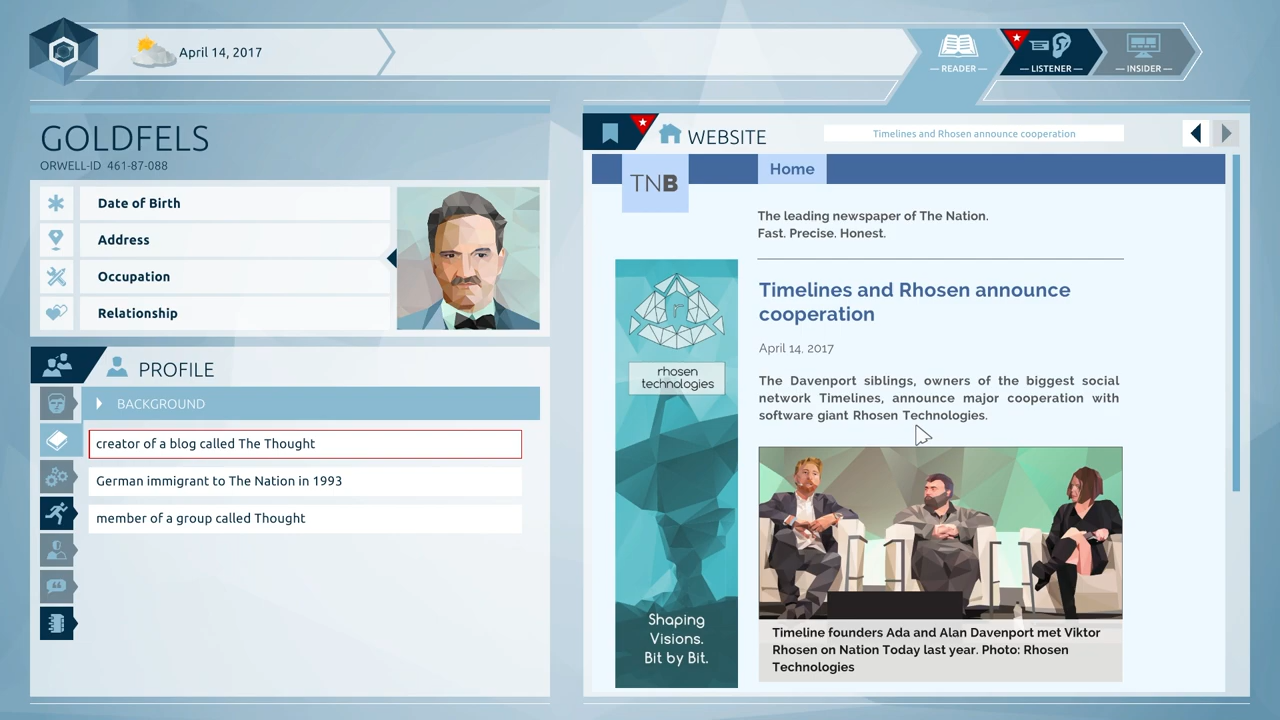 April 14, 2017
— READER —
— LISTENER —
— INSIDER —
GOLDFELS
ORWELL-ID 461-87-088
Date of Birth
Address
Occupation
Relationship
PROFILE
BACKGROUND
creator of a blog called The Thought
German immigrant to The Nation in 1993
member of a group called Thought
WEBSITE
Timelines and Rhosen announce cooperation
TNB
Home
The leading newspaper of The Nation.
Fast. Precise. Honest.
r
rhosen
technologies
Shaping
Visions.
Bit by Bit.
Timelines and Rhosen announce
cooperation
April 14, 2017
The Davenport siblings, owners of the biggest social
network Timelines, announce major cooperation with
software giant Rhosen Technologies.
Timeline founders Ada and Alan Davenport met Viktor
Rhosen on Nation Today last year. Photo: Rhosen
Technologies